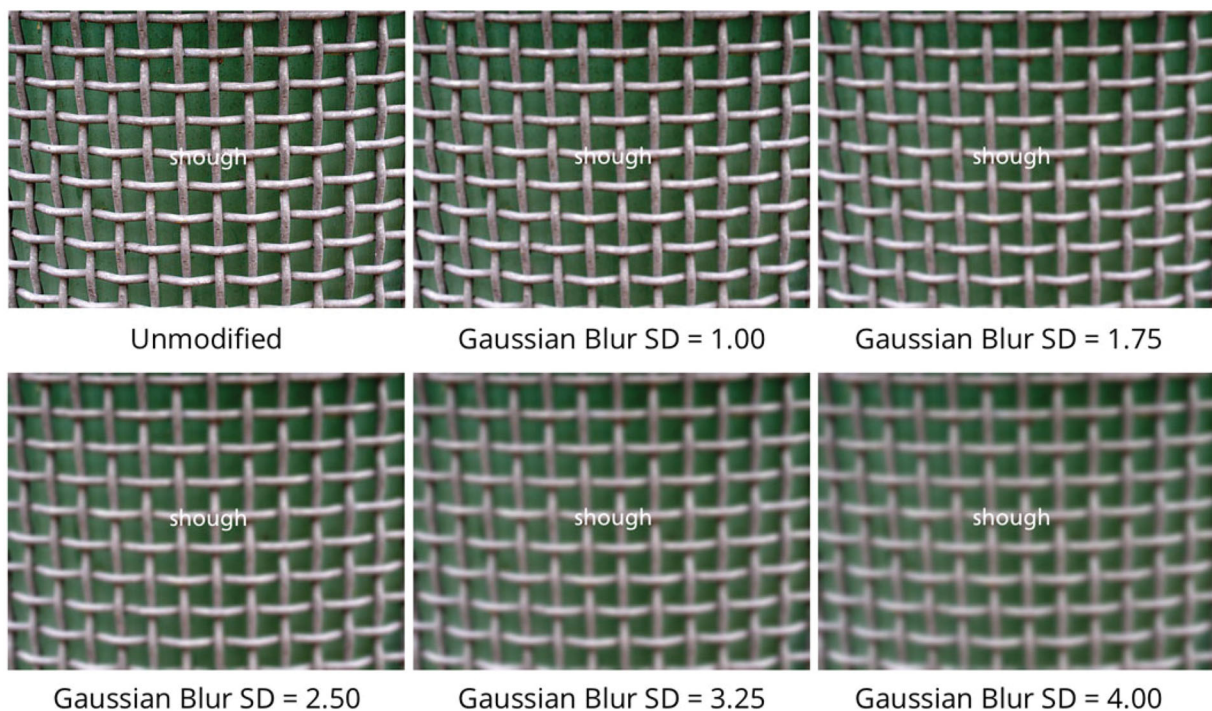 shough
shough
shough
Unmodified
Gaussian Blur SD = 1.00
Gaussian Blur SD = 1.75
shough
shough
shough
Gaussian Blur SD = 2.50
Gaussian Blur SD = 3.25
Gaussian Blur SD = 4.00